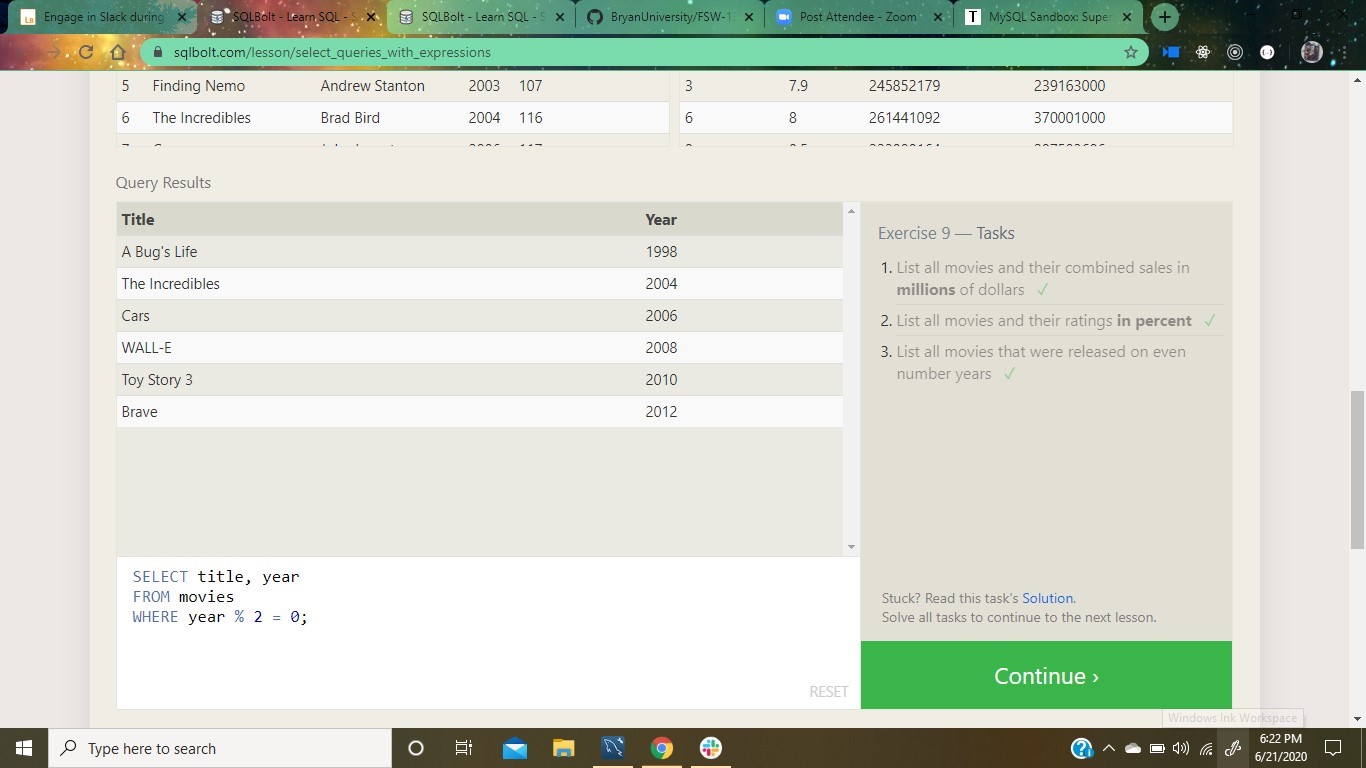 Engage in Slack during
SQLBolt - Learn SQL - S
SQLBolt - Learn SQL - S
BryanUniversity/FSW-1
Post Attendee - Zoom
T MySQL Sandbox: Super
sqlbolt.com/lesson/select_queries_with_expressions
5 Finding Nemo Andrew Stanton 2003 107 3 7.9 245852179 239163000
6 The Incredibles Brad Bird 2004 116 6 8 261441092 370001000
Query Results
Title Year
A Bug's Life 1998
The Incredibles 2004
Cars 2006
WALL-E 2008
Toy Story 3 2010
Brave 2012
Exercise 9 — Tasks
1. List all movies and their combined sales in
millions of dollars ✓
2. List all movies and their ratings in percent ✓
3. List all movies that were released on even
number years ✓
SELECT title, year
FROM movies
WHERE year % 2 = 0;
RESET
Stuck? Read this task's Solution.
Solve all tasks to continue to the next lesson.
Continue ›
Windows Ink Workspace
Type here to search
6:22 PM
6/21/2020